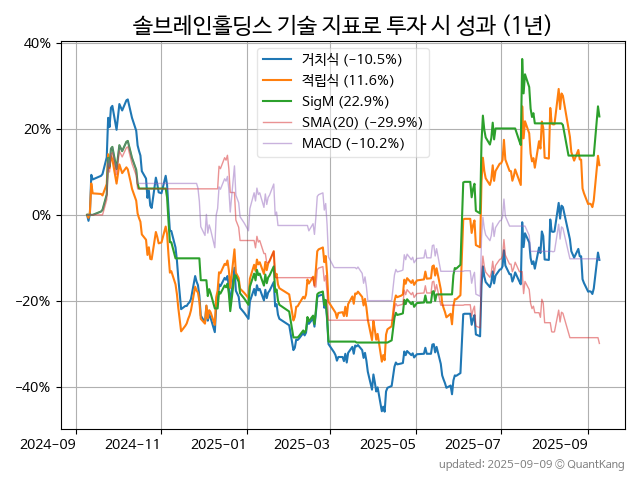 솔브레인홀딩스 기술 지표로 투자 시 성과 (1년)
거치식 (−10.5%)
적립식 (11.6%)
SigM (22.9%)
SMA(20) (−29.9%)
MACD (−10.2%)
40%
20%
0%
−20%
−40%
2024−09 2024−11 2025−01 2025−03 2025−05 2025−07 2025−09
updated: 2025−09−09 © QuantKang